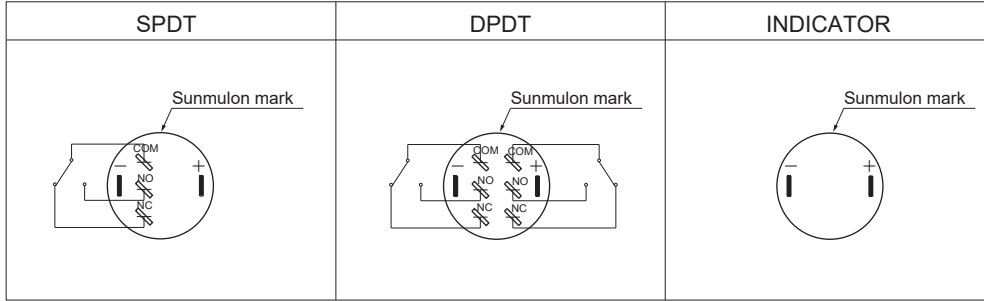 SPDT
DPDT
INDICATOR
Sunmulon mark
COM
− +
NO
NC
Sunmulon mark
COM COM
− +
NO NO
NC NC
Sunmulon mark
− +